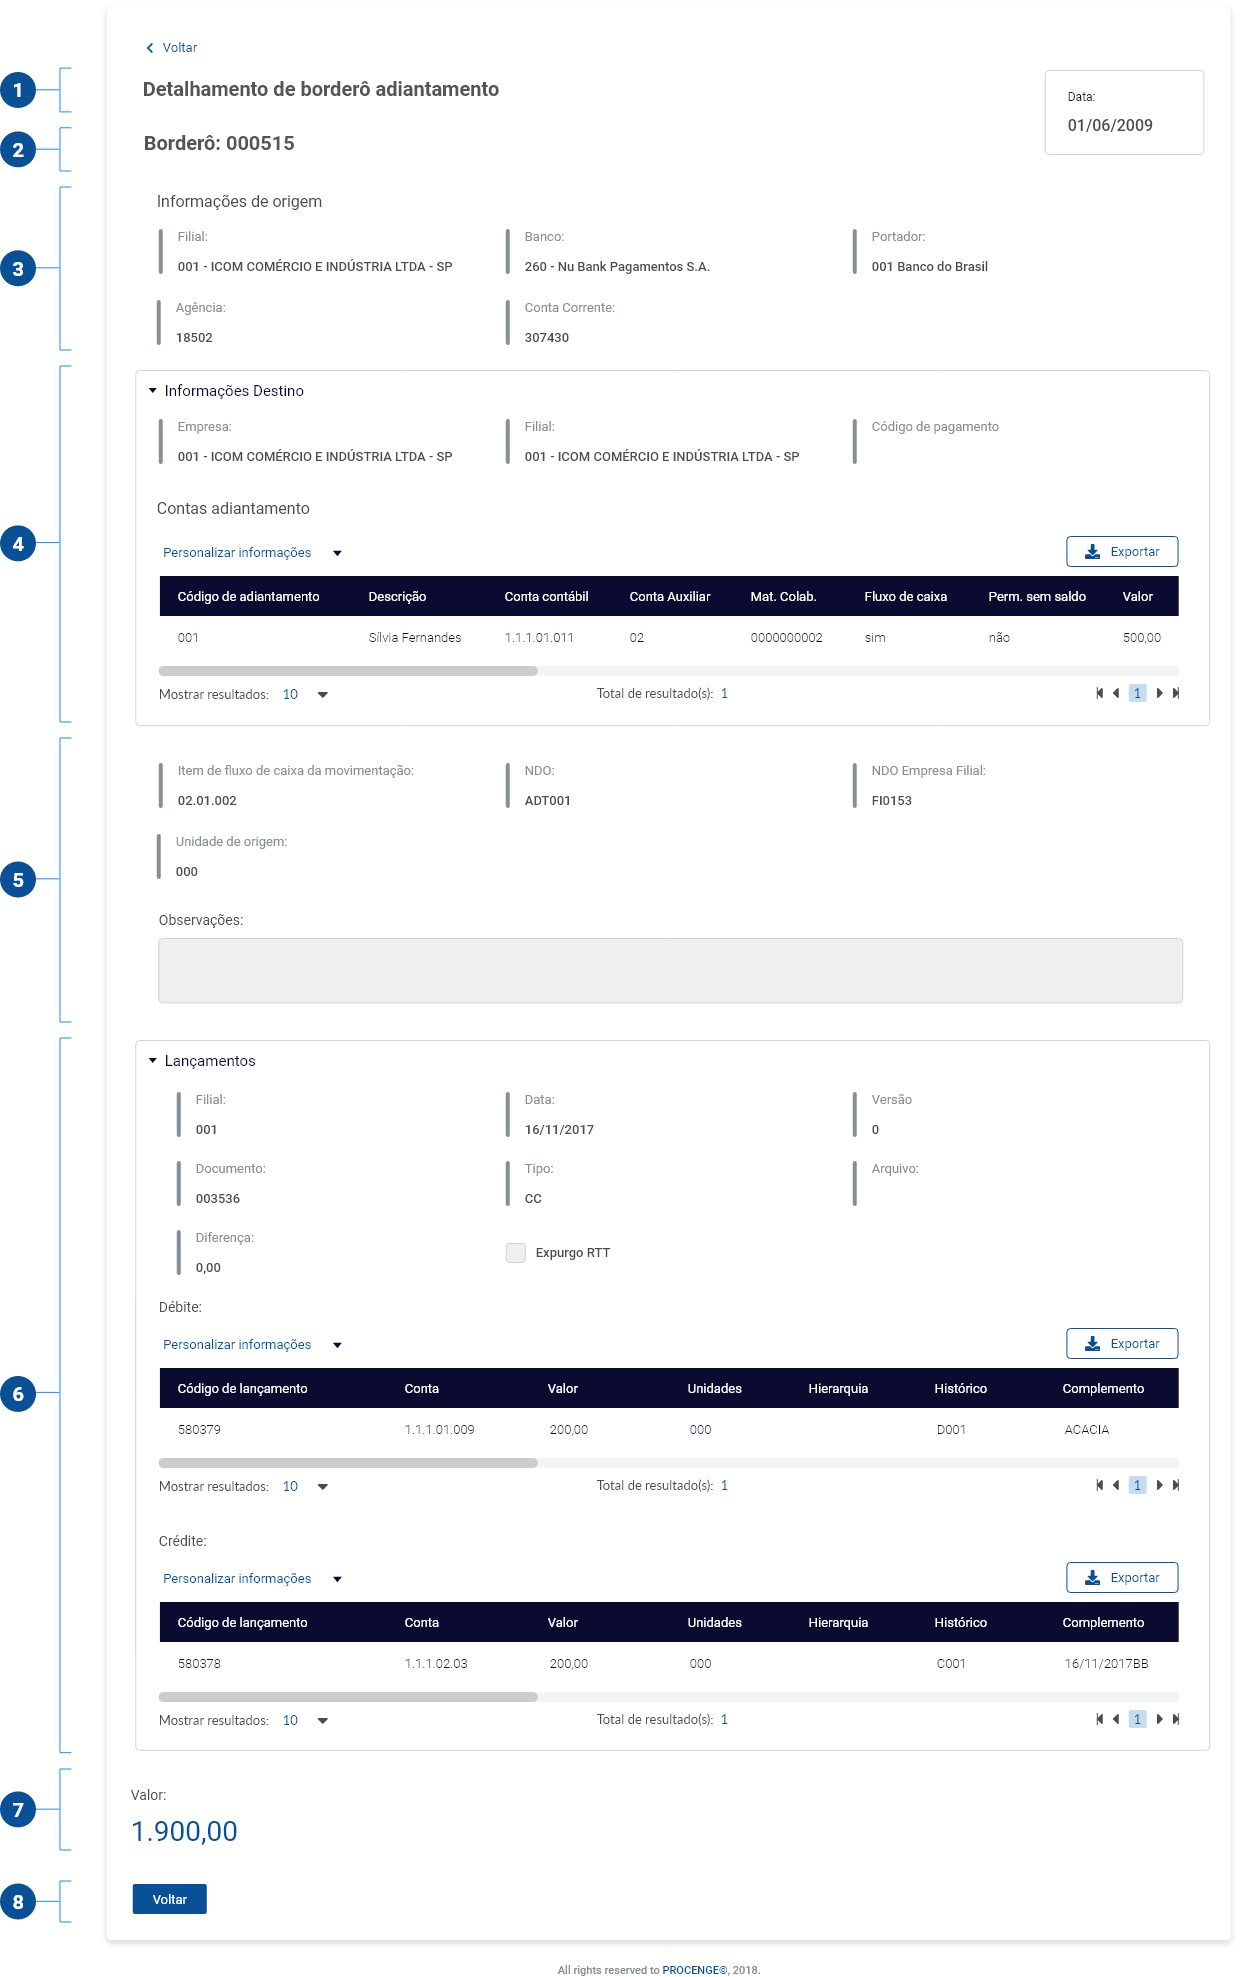 Voltar
1
Detalhamento de borderô adiantamento
Data:
01/06/2009
2
Borderô: 000515
3
Informações de origem
Filial: Banco: Portador:
001 - ICOM COMÉRCIO E INDÚSTRIA LTDA - SP 260 - Nu Bank Pagamentos S.A. 001 Banco do Brasil
Agência: Conta Corrente:
18502 307430
4
Informações Destino
Empresa: Filial: Código de pagamento
001 - ICOM COMÉRCIO E INDÚSTRIA LTDA - SP 001 - ICOM COMÉRCIO E INDÚSTRIA LTDA - SP
Contas adiantamento
Personalizar informações Exportar
Código de adiantamento Descrição Conta contábil Conta Auxiliar Mat. Colab. Fluxo de caixa Perm. sem saldo Valor
001 Sílvia Fernandes 1.1.1.01.011 02 0000000002 sim não 500,00
Mostrar resultados: 10 Total de resultado(s): 1 1
5
Item de fluxo de caixa da movimentação: NDO: NDO Empresa Filial:
02.01.002 ADT001 FI0153
Unidade de origem:
000
Observações:
6
Lançamentos
Filial: Data: Versão
001 16/11/2017 0
Documento: Tipo: Arquivo:
003536 CC
Diferença:
0,00 Expurgo RTT
Débite:
Personalizar informações Exportar
Código de lançamento Conta Valor Unidades Hierarquia Histórico Complemento
580379 1.1.1.01.009 200,00 000 D001 ACACIA
Mostrar resultados: 10 Total de resultado(s): 1 1
Crédite:
Personalizar informações Exportar
Código de lançamento Conta Valor Unidades Hierarquia Histórico Complemento
580378 1.1.1.02.03 200,00 000 C001 16/11/2017BB
Mostrar resultados: 10 Total de resultado(s): 1 1
7
Valor:
1.900,00
8
Voltar
All rights reserved to PROCENGE©, 2018.